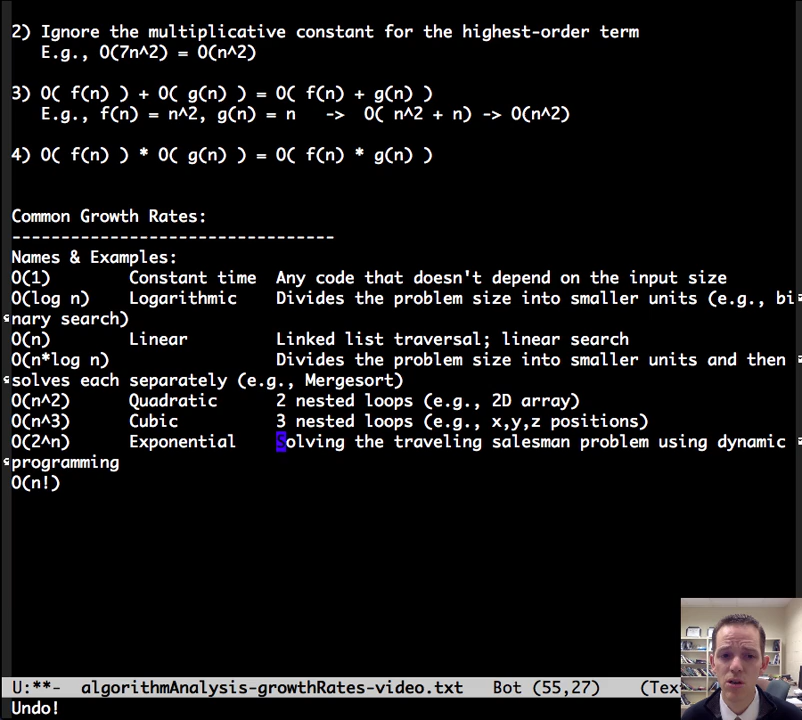 2) Ignore the multiplicative constant for the highest-order term
E.g., O(7n^2) = O(n^2)
3) O( f(n) ) + O( g(n) ) = O( f(n) + g(n) )
E.g., f(n) = n^2, g(n) = n   ->  O( n^2 + n) -> O(n^2)
4) O( f(n) ) * O( g(n) ) = O( f(n) * g(n) )
Common Growth Rates:
---------------------------------
Names & Examples:
O(1)        Constant time  Any code that doesn't depend on the input size
O(log n)    Logarithmic    Divides the problem size into smaller units (e.g., bi
nary search)
O(n)        Linear         Linked list traversal; linear search
O(n*log n)                 Divides the problem size into smaller units and then
solves each separately (e.g., Mergesort)
O(n^2)      Quadratic      2 nested loops (e.g., 2D array)
O(n^3)      Cubic          3 nested loops (e.g., x,y,z positions)
O(2^n)      Exponential    Solving the traveling salesman problem using dynamic
programming
O(n!)
U:**-  algorithmAnalysis-growthRates-video.txt   Bot (55,27)    (Tex
Undo!